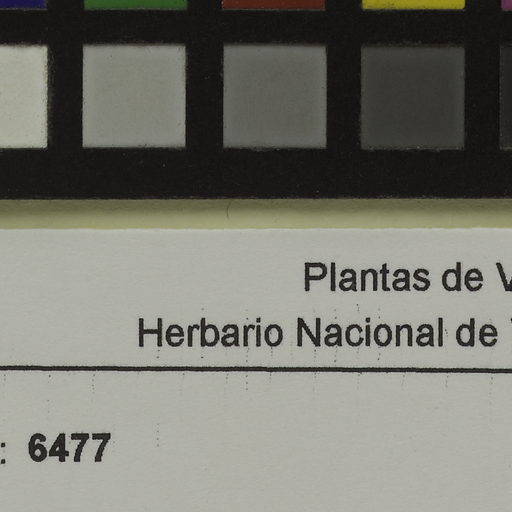 Plantas de V
Herbario Nacional de
: 6477